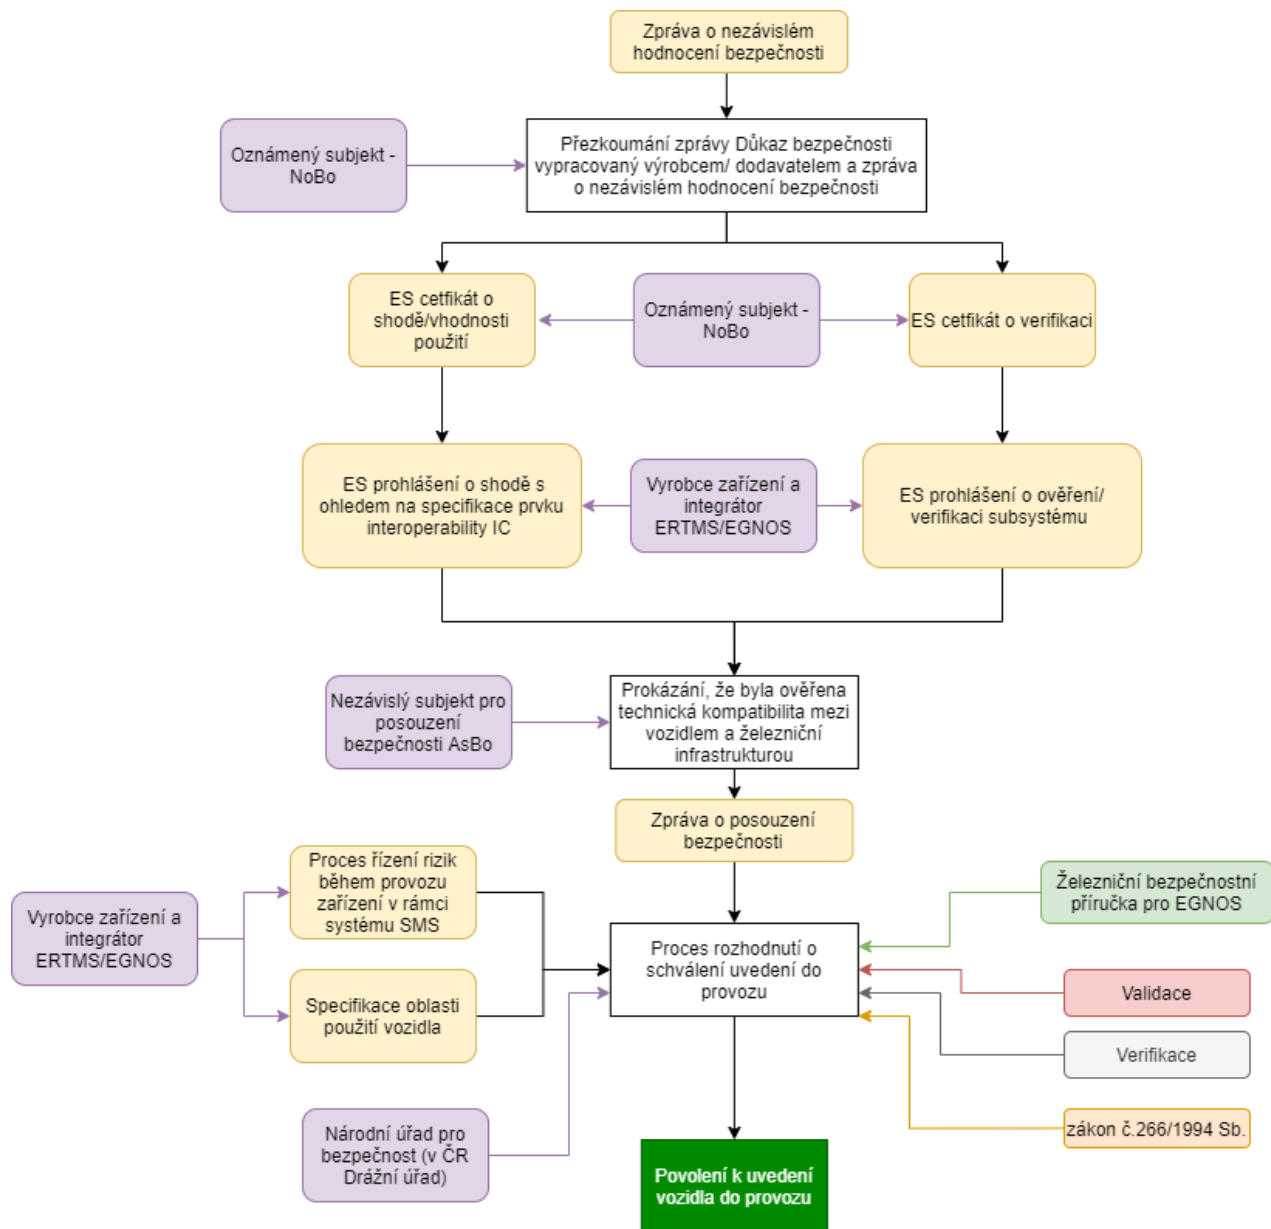 Zpráva o nezávislém
hodnocení bezpečnosti
Oznámený subjekt -
NoBo
Přezkoumání zprávy Důkaz bezpečnosti
vypracovaný výrobcem/ dodavatelem a zpráva
o nezávislém hodnocení bezpečnosti
ES cetfikát o
shodě/vhodnosti
použití
Oznámený subjekt -
NoBo
ES cetfikát o verifikaci
ES prohlášení o shodě s
ohledem na specifikace prvku
interoperability IC
Vyrobce zařízení a
integrátor
ERTMS/EGNOS
ES prohlášení o ověření/
verifikaci subsystému
Nezávislý subjekt pro
posouzení
bezpečnosti AsBo
Prokázání, že byla ověřena
technická kompatibilita mezi
vozidlem a železniční
infrastrukturou
Zpráva o posouzení
bezpečnosti
Vyrobce zařízení a
integrátor
ERTMS/EGNOS
Proces řízení rizik
během provozu
zařízení v rámci
systému SMS
Specifikace oblasti
použití vozidla
Proces rozhodnutí o
schválení uvedení do
provozu
Železniční bezpečnostní
příručka pro EGNOS
Validace
Verifikace
zákon č.266/1994 Sb.
Národní úřad pro
bezpečnost (v ČR
Drážní úřad)
Povolení k uvedení
vozidla do provozu